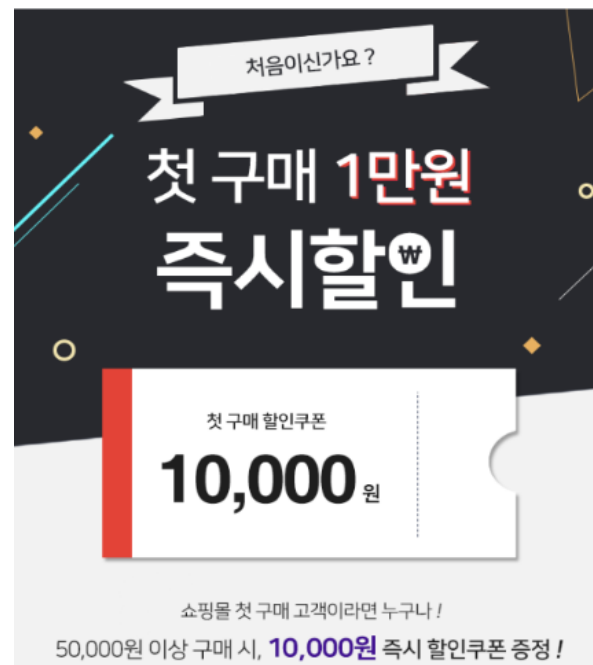 처음이신가요 ?
첫 구매 1만원
즉시할인
첫 구매 할인쿠폰
10,000 원
쇼핑몰 첫 구매 고객이라면 누구나 !
50,000원 이상 구매 시, 10,000원 즉시 할인쿠폰 증정 !